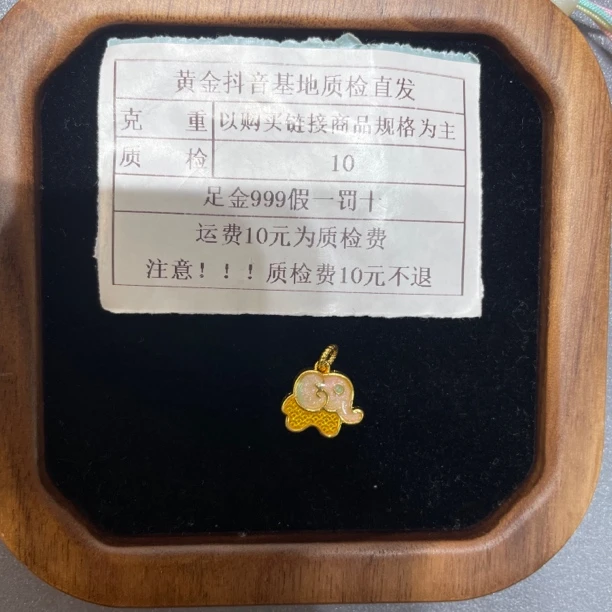 黄金抖音基地质检直发
克 重 以购买链接商品规格为主
质 检 10
足金999假一罚十
运费10元为质检费
注意！！！质检费10元不退